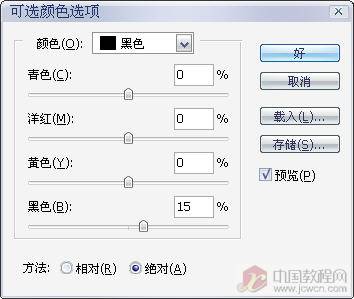 可选颜色选项
颜色(O): 黑色
好
取消
青色(C): 0 %
洋红(M): 0 %
载入(L)...
存储(S)...
黄色(Y): 0 %
预览(P)
黑色(B): 15 %
方法: 相对(R) 绝对(A)
中国教程网
www.jcwcn.com